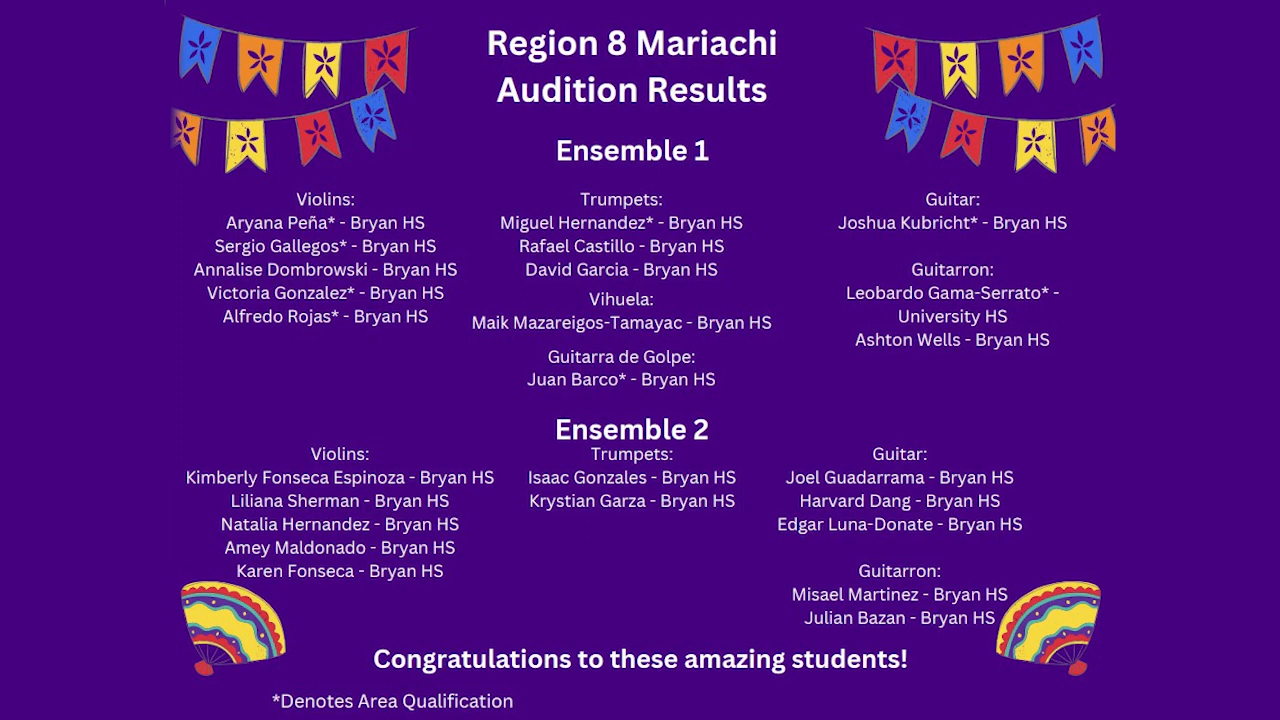 Region 8 Mariachi
Audition Results
Ensemble 1
Violins:
Aryana Peña* - Bryan HS
Sergio Gallegos* - Bryan HS
Annalise Dombrowski - Bryan HS
Victoria Gonzalez* - Bryan HS
Alfredo Rojas* - Bryan HS
Trumpets:
Miguel Hernandez* - Bryan HS
Rafael Castillo - Bryan HS
David Garcia - Bryan HS
Vihuela:
Maik Mazareigos-Tamayac - Bryan HS
Guitarra de Golpe:
Juan Barco* - Bryan HS
Guitar:
Joshua Kubricht* - Bryan HS
Guitarron:
Leobardo Gama-Serrato* -
University HS
Ashton Wells - Bryan HS
Ensemble 2
Violins:
Kimberly Fonseca Espinoza - Bryan HS
Liliana Sherman - Bryan HS
Natalia Hernandez - Bryan HS
Amey Maldonado - Bryan HS
Karen Fonseca - Bryan HS
Trumpets:
Isaac Gonzales - Bryan HS
Krystian Garza - Bryan HS
Guitar:
Joel Guadarrama - Bryan HS
Harvard Dang - Bryan HS
Edgar Luna-Donate - Bryan HS
Guitarron:
Misael Martinez - Bryan HS
Julian Bazan - Bryan HS
Congratulations to these amazing students!
*Denotes Area Qualification